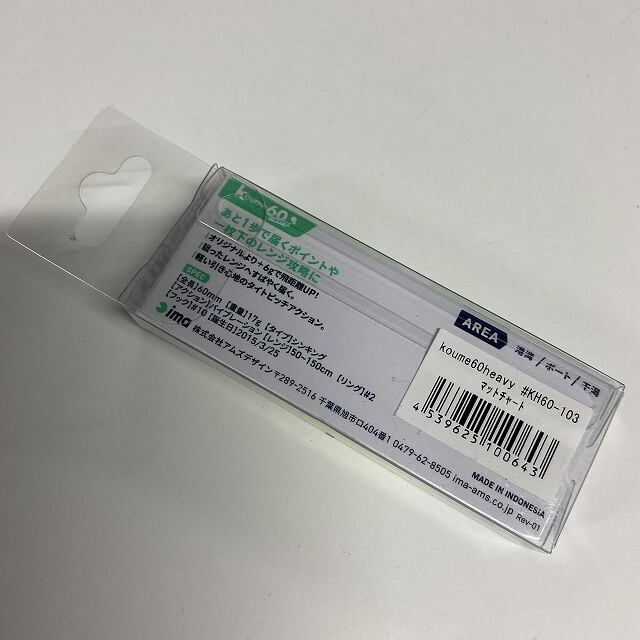 koume60
heavy
あと1歩で届くポイントや
一枚下のレンジ攻略に
オリジナルより+6gで飛距離UP!
狙ったレンジへすばやく届く。
軽い引き心地のタイトピッチアクション。
SPEC
【全長】60mm 【重量】17g 【タイプ】シンキング
【アクション】バイブレーション 【レンジ】50-150cm 【リング】#2
【フック】#10 【誕生日】2015/3/25
ima 株式会社アムズデザイン 〒289-2516 千葉県旭市ロ404番1 0479-62-8505 ima-ams.co.jp Rev-01
AREA 港湾/ボート/干潟
koume60heavy #KH60-103
マットチャート
4539625100643
MADE IN INDONESIA